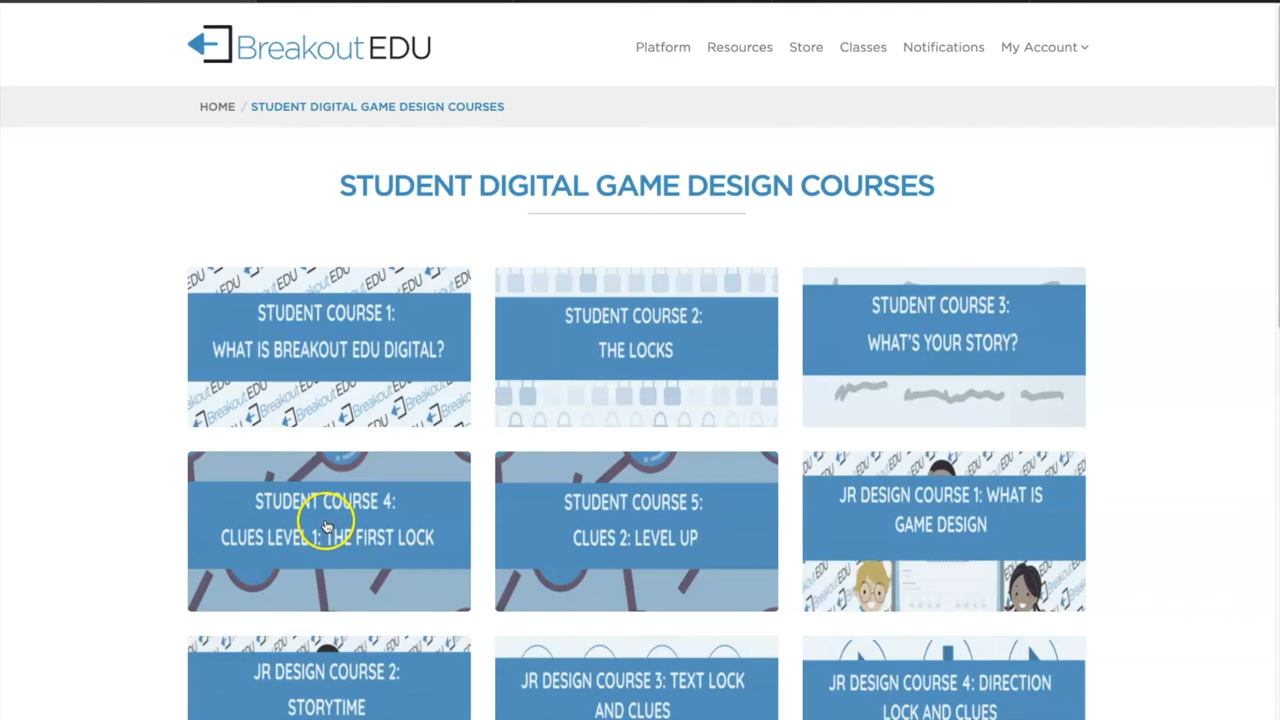 Breakout EDU
Platform Resources Store Classes Notifications My Account
HOME / STUDENT DIGITAL GAME DESIGN COURSES
STUDENT DIGITAL GAME DESIGN COURSES
STUDENT COURSE 1:
WHAT IS BREAKOUT EDU DIGITAL?
STUDENT COURSE 2:
THE LOCKS
STUDENT COURSE 3:
WHAT'S YOUR STORY?
STUDENT COURSE 4:
CLUES LEVEL 1: THE FIRST LOCK
STUDENT COURSE 5:
CLUES 2: LEVEL UP
JR DESIGN COURSE 1: WHAT IS
GAME DESIGN
JR DESIGN COURSE 2:
STORYTIME
JR DESIGN COURSE 3: TEXT LOCK
AND CLUES
JR DESIGN COURSE 4: DIRECTION
LOCK AND CLUES